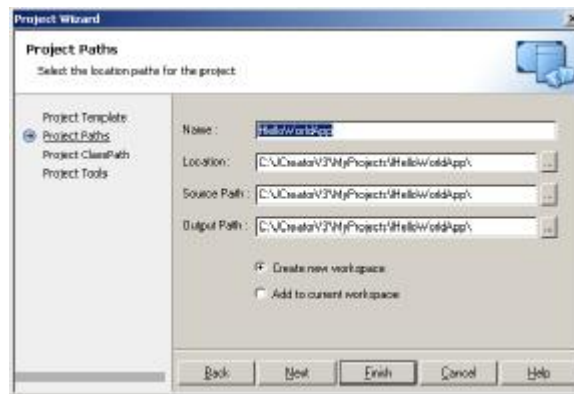 Project Wizard
Project Paths
Select the location paths for the project
Project Template
Project Paths
Project ClassPath
Project Tools
Name :
HelloWorldApp
Location :
C:\JCreatorV3\MyProjects\HelloWorldApp\
...
Source Path :
C:\JCreatorV3\MyProjects\HelloWorldApp\
...
Output Path :
C:\JCreatorV3\MyProjects\HelloWorldApp\
...
Create new workspace
Add to current workspace
Back Next Finish Cancel Help